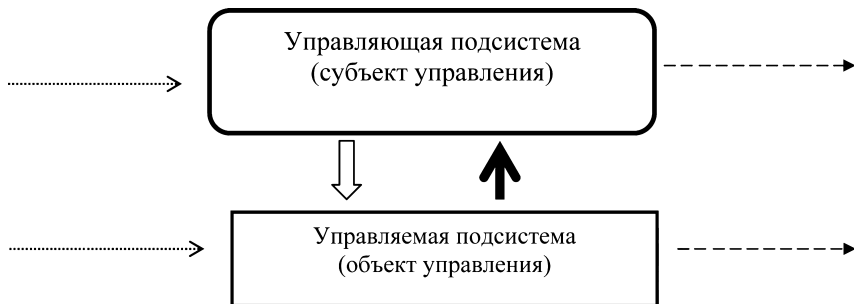 Управляющая подсистема
(субъект управления)
Управляемая подсистема
(объект управления)